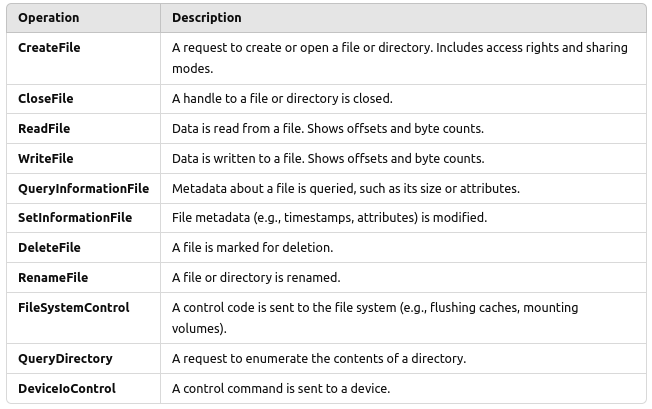 Operation Description
CreateFile A request to create or open a file or directory. Includes access rights and sharing
modes.
CloseFile A handle to a file or directory is closed.
ReadFile Data is read from a file. Shows offsets and byte counts.
WriteFile Data is written to a file. Shows offsets and byte counts.
QueryInformationFile Metadata about a file is queried, such as its size or attributes.
SetInformationFile File metadata (e.g., timestamps, attributes) is modified.
DeleteFile A file is marked for deletion.
RenameFile A file or directory is renamed.
FileSystemControl A control code is sent to the file system (e.g., flushing caches, mounting
volumes).
QueryDirectory A request to enumerate the contents of a directory.
DeviceIoControl A control command is sent to a device.